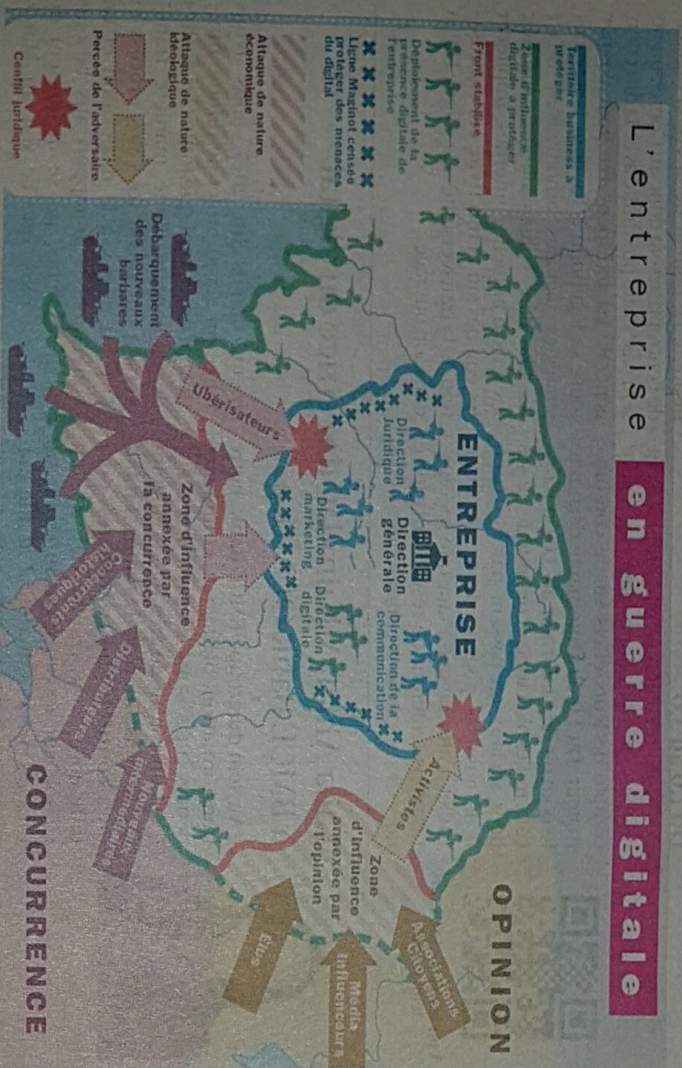 L'entreprise en guerre digitale
Territoire business à
protéger
Zone d'influence
digitale à protéger
Front stabilisé
Déploiement de la
présence digitale de
l'entreprise
Ligne Maginot censée
protéger des menaces
du digital
Attaque de nature
économique
Attaque de nature
idéologique
Percée de l'adversaire
Conflit juridique
OPINION
ENTREPRISE
Direction
générale
Direction
Juridique
Direction de la
communication
Direction
marketing
Direction
digitale
Activistes
Associations
Citoyens
Média
Influenceurs
Élus
Zone
d'influence
annexée par
l'opinion
Ubérisateurs
Débarquement
des nouveaux
barbares
Zone d'influence
annexée par
la concurrence
Concurrents
historiques
Distributeurs
Nouveaux
intermédiaires
CONCURRENCE